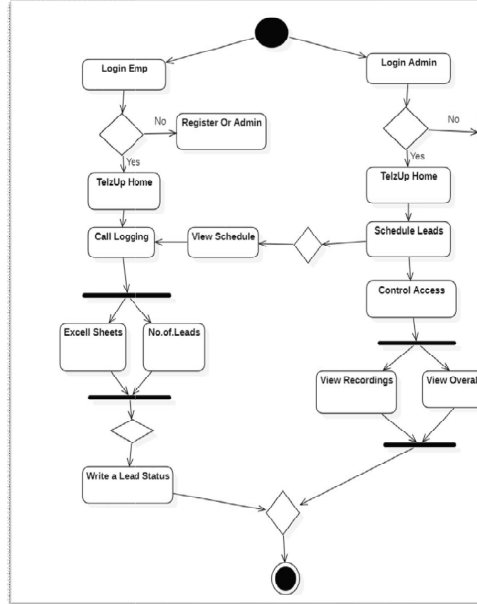 Login Emp
Login Admin
No
Register Or Admin
No
Yes
Yes
TelzUp Home
TelzUp Home
Call Logging
View Schedule
Schedule Leads
Control Access
Excell Sheets
No.of.Leads
View Recordings
View Overal
Write a Lead Status